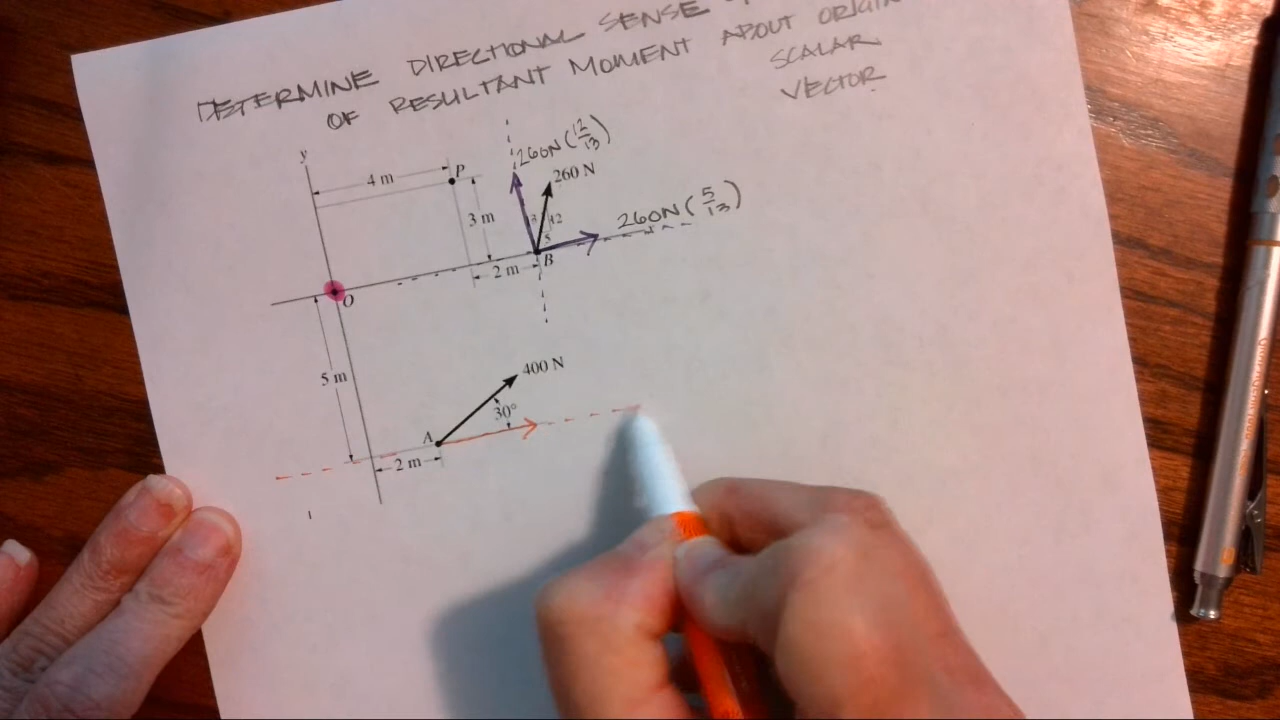 DETERMINE DIRECTIONAL SENSE
OF RESULTANT MOMENT ABOUT ORIGIN
SCALAR
VECTOR
y
260N(12/13)
4 m
P
260 N
3 m
13
12
5
260N(5/13)
2 m
B
O
5 m
400 N
30°
A
2 m